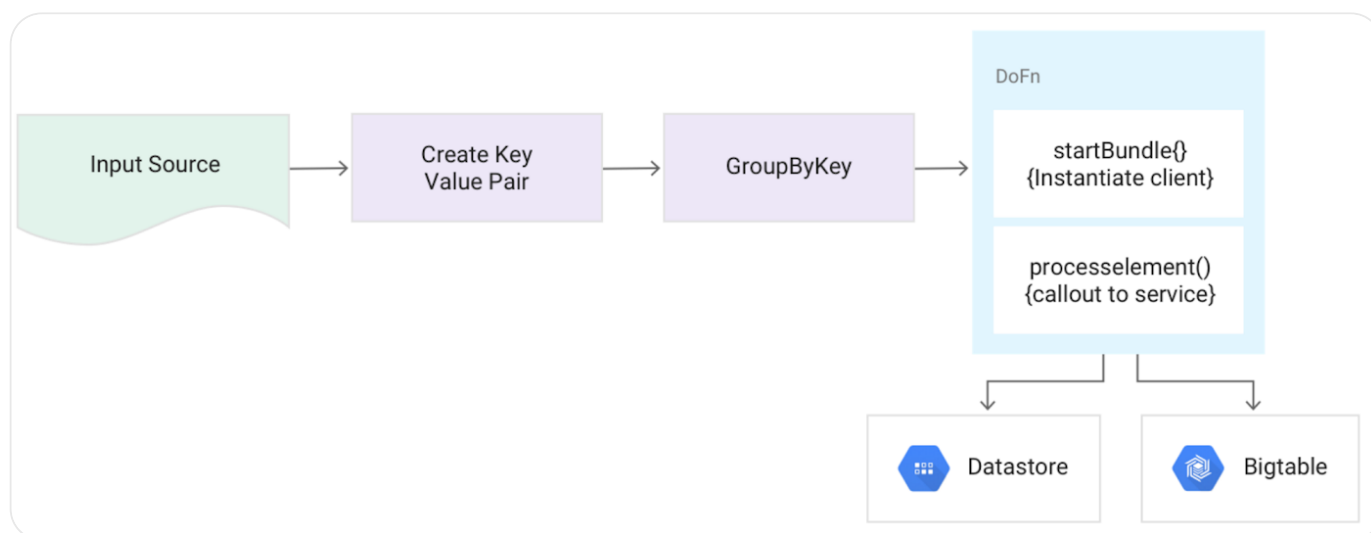 Input Source
Create Key
Value Pair
GroupByKey
DoFn
startBundle{}
{Instantiate client}
processelement()
{callout to service}
Datastore
Bigtable